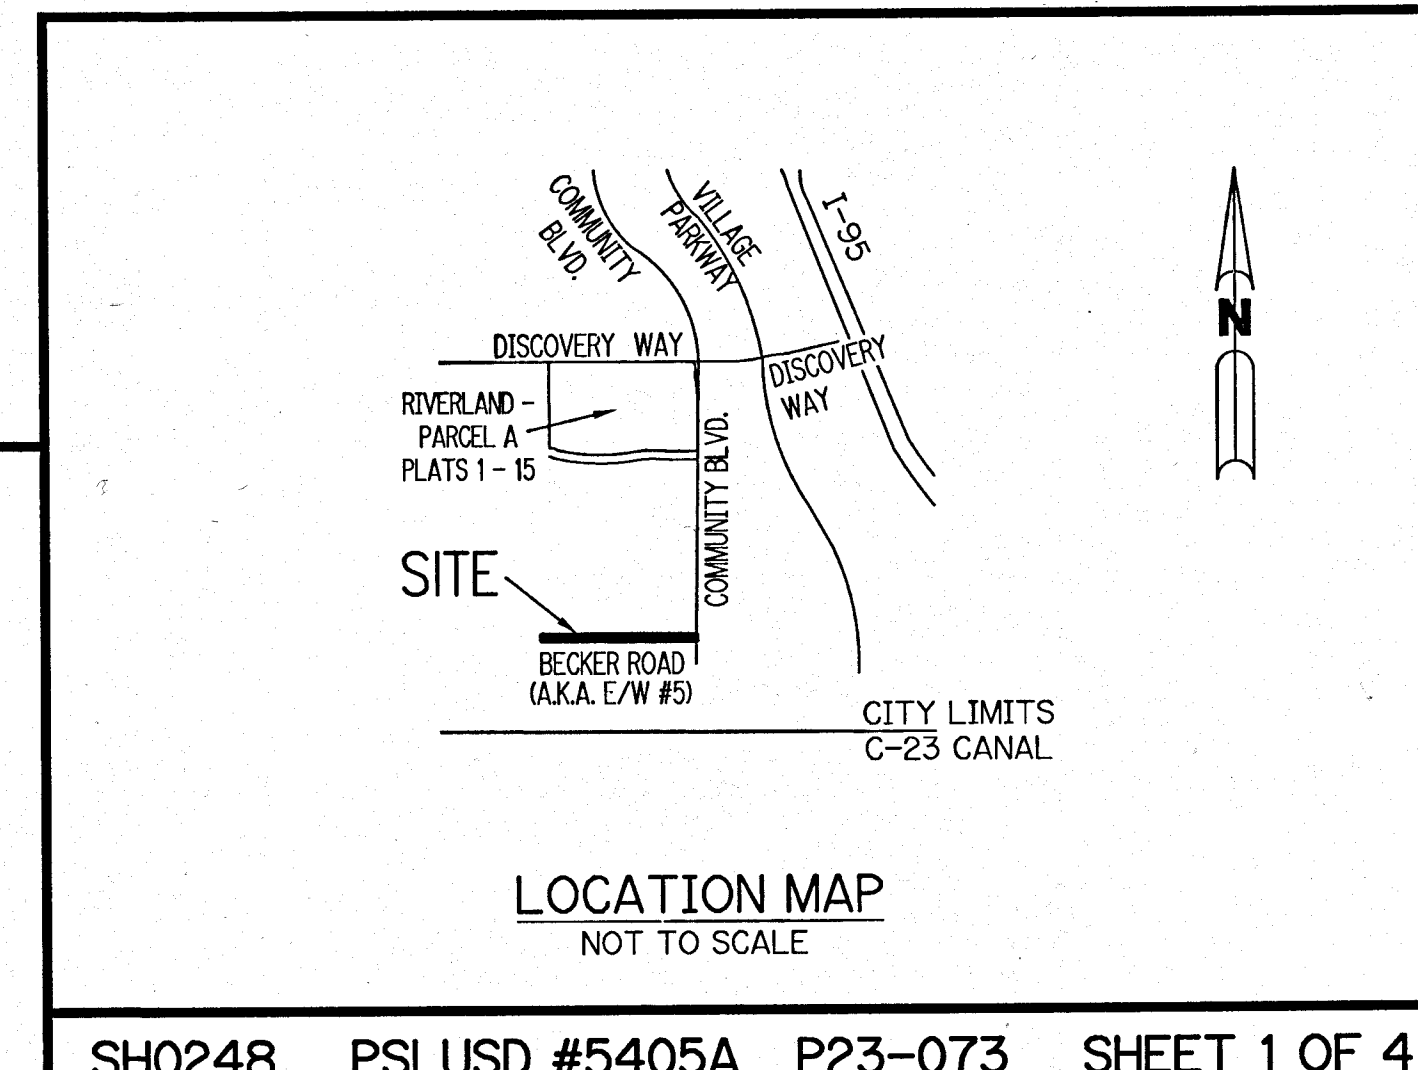 COMMUNITY
BLVD.
VILLAGE
PARKWAY
I-95
N
DISCOVERY WAY
DISCOVERY
WAY
RIVERLAND -
PARCEL A
PLATS 1 - 15
COMMUNITY BLVD.
SITE
BECKER ROAD
(A.K.A. E/W #5)
CITY LIMITS
C-23 CANAL
LOCATION MAP
NOT TO SCALE
SH0248 PSLUSD #5405A P23-073 SHEET 1 OF 4